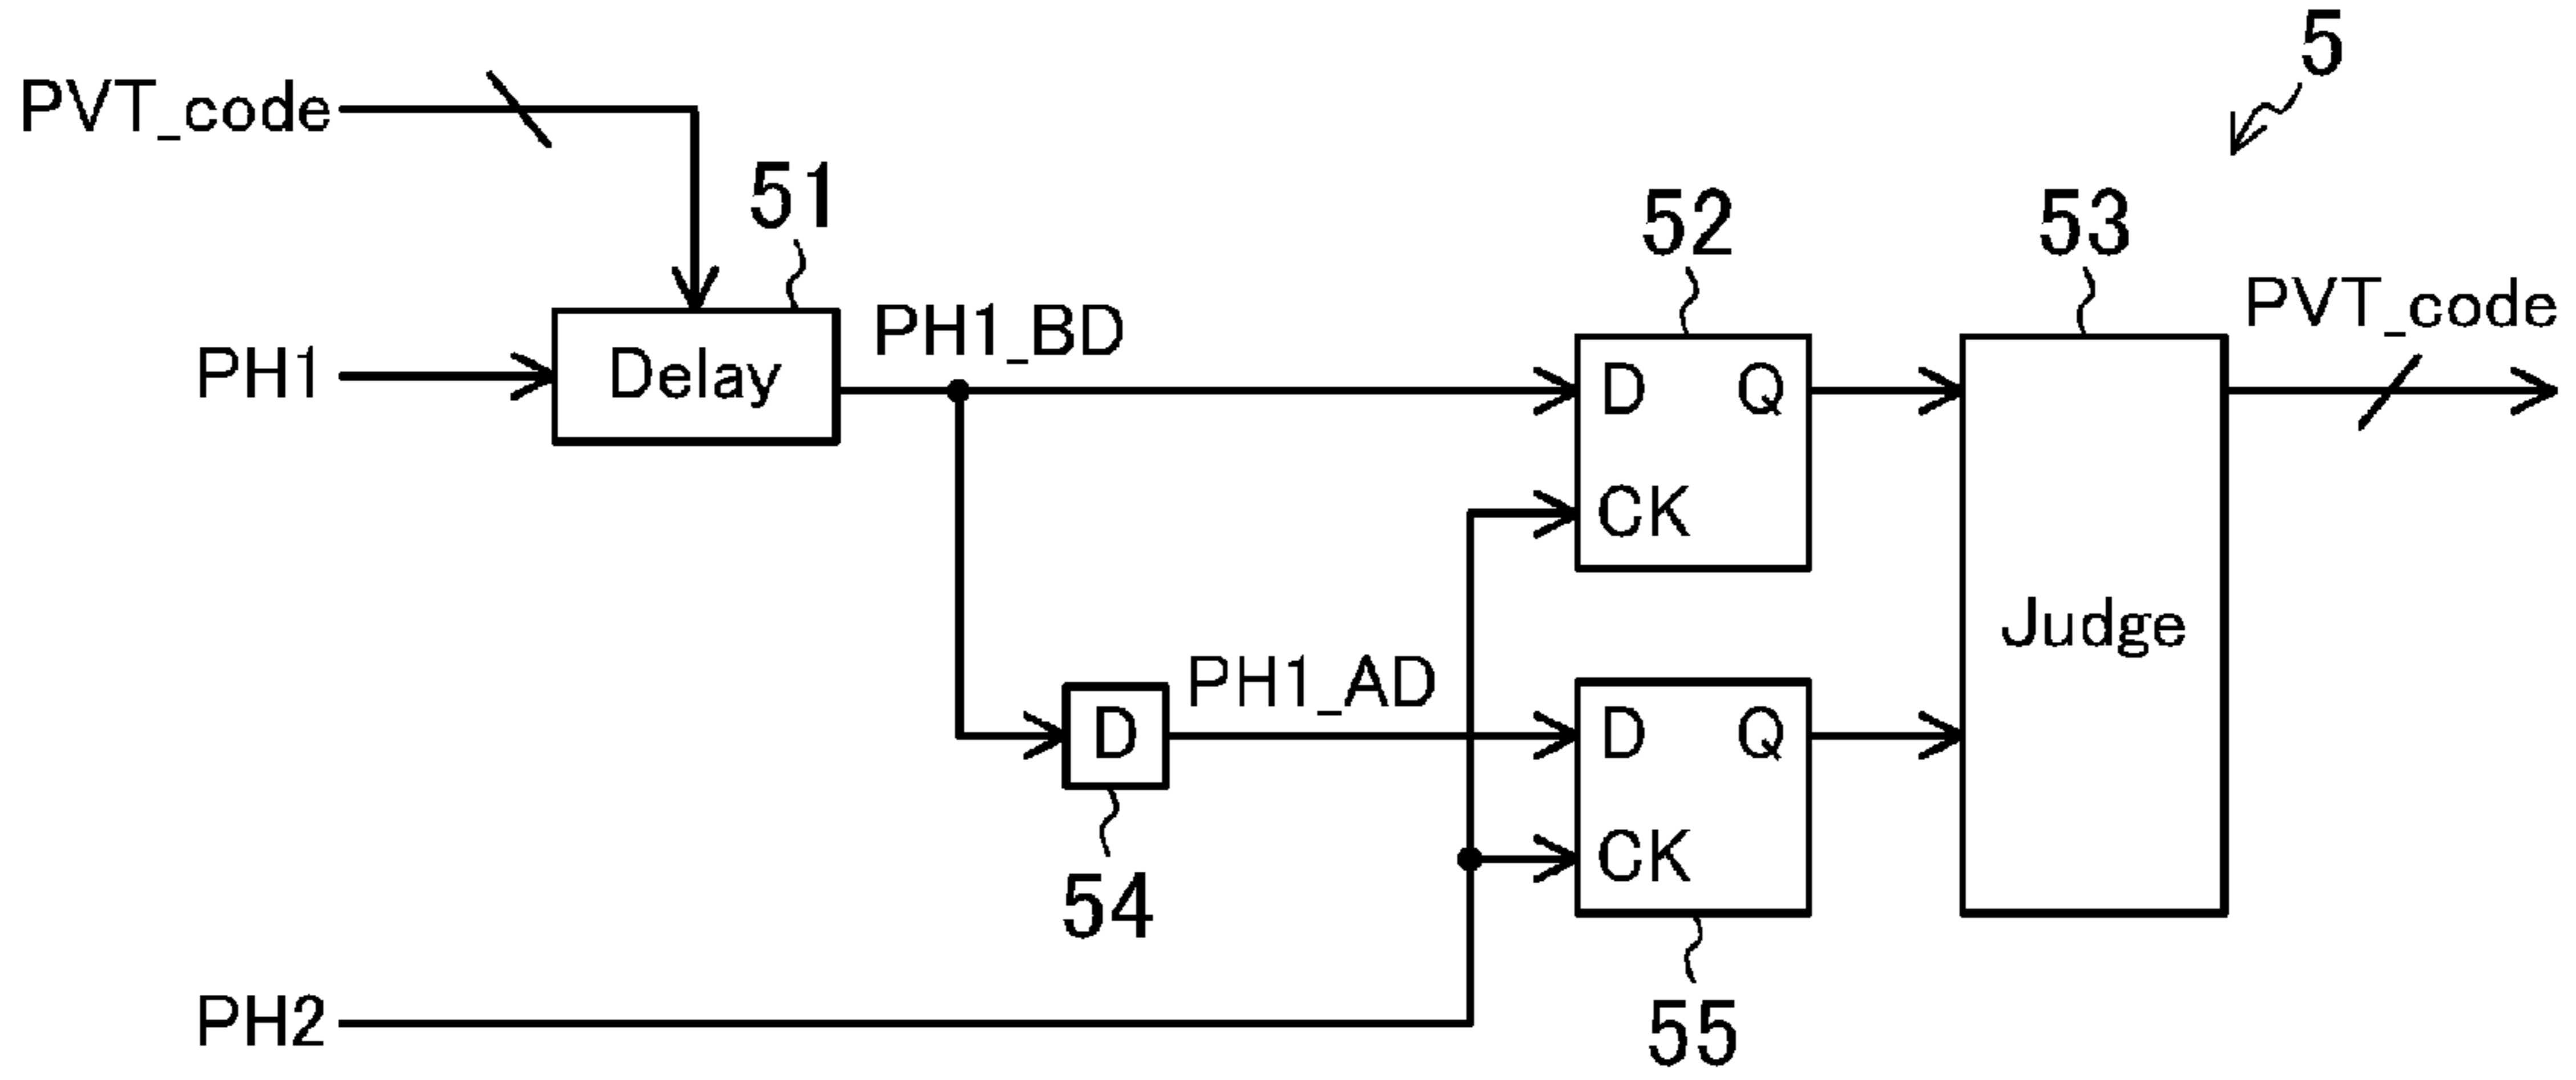 5
PVT_code
51
52
53
PVT_code
PH1_BD
PH1
Delay
D
Q
CK
Judge
PH1_AD
D
D
Q
CK
54
PH2
55